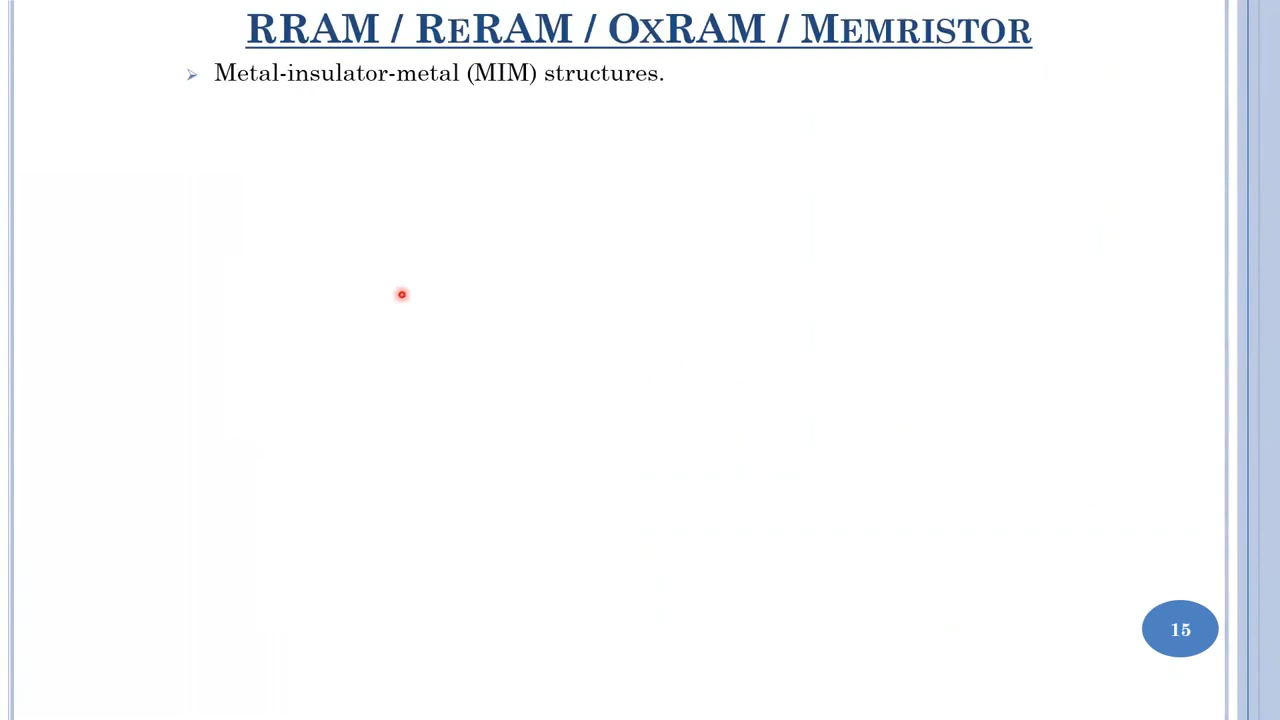 RRAM / ReRAM / OxRAM / Memristor
Metal-insulator-metal (MIM) structures.
15